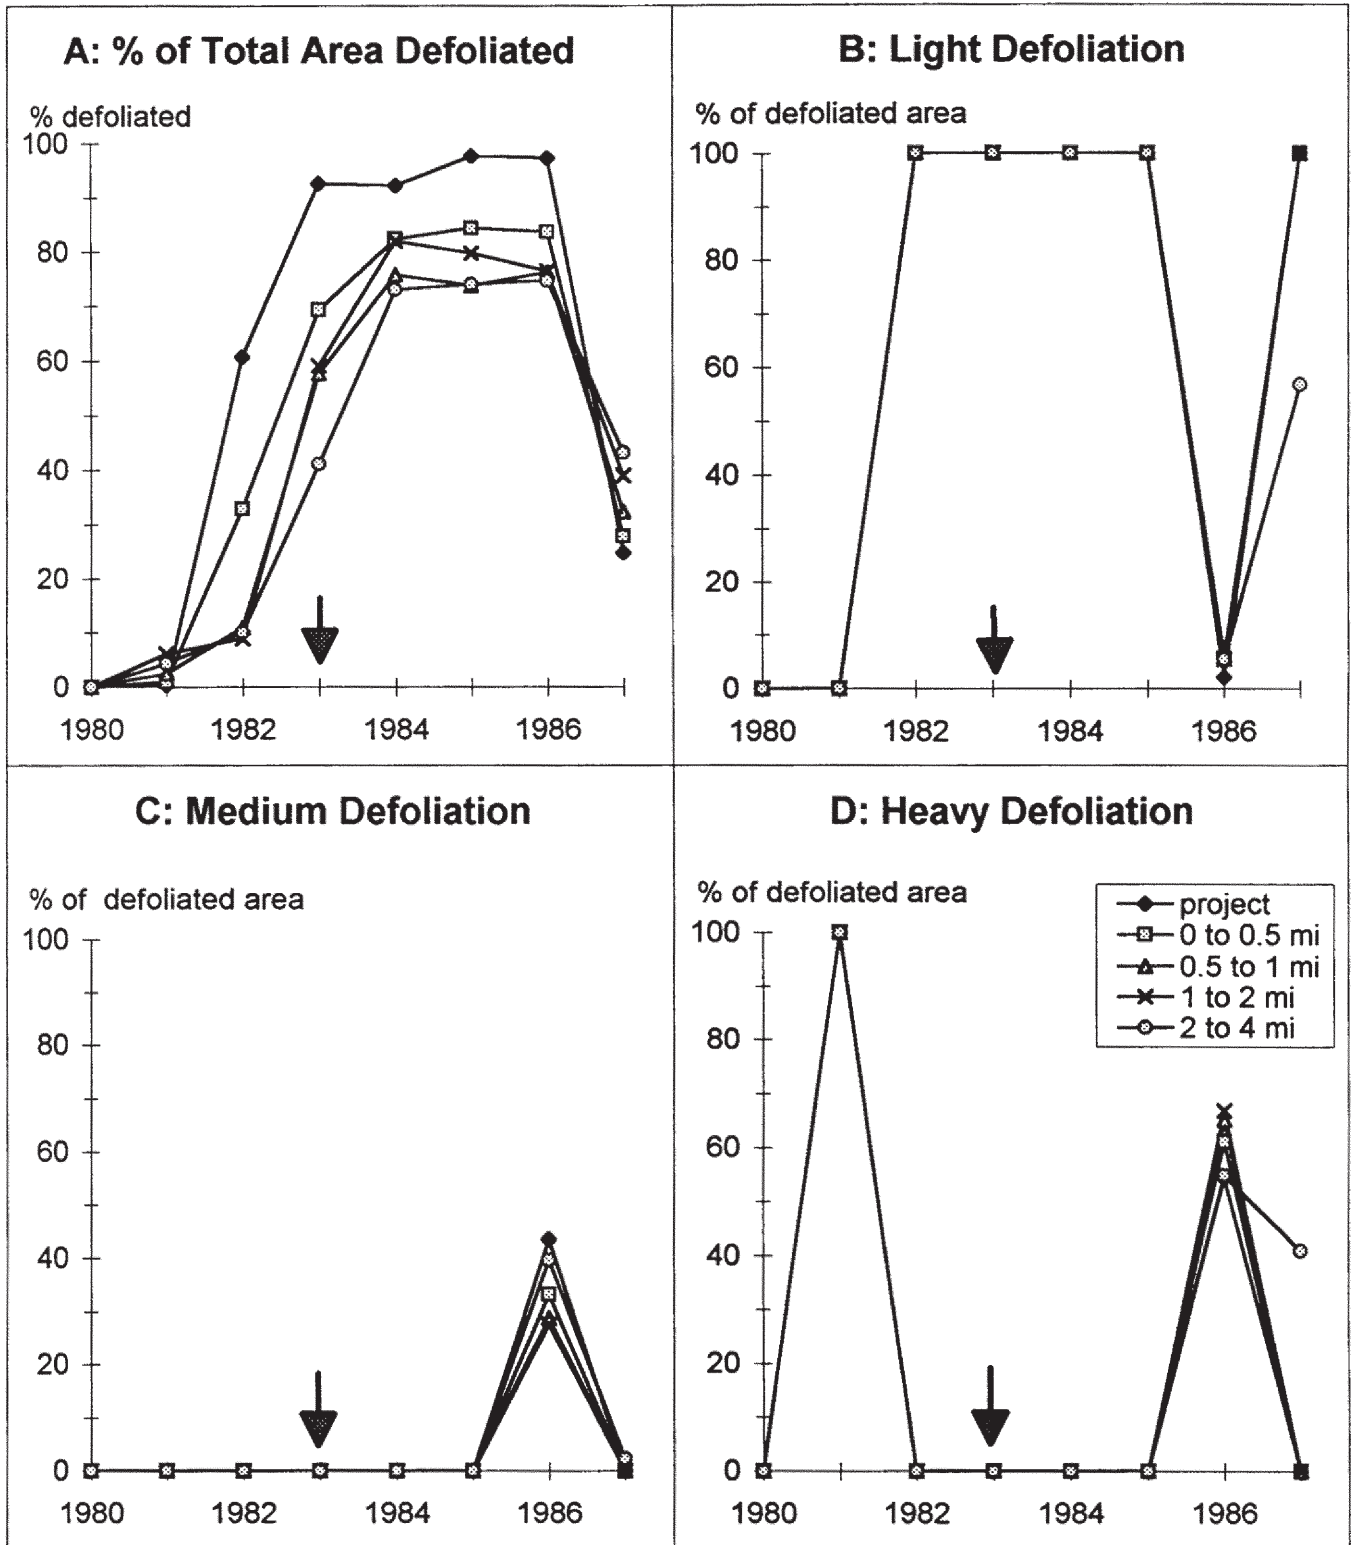 A: % of Total Area Defoliated
% defoliated
100
80
60
40
20
0
1980 1982 1984 1986
B: Light Defoliation
% of defoliated area
100
80
60
40
20
0
1980 1982 1984 1986
C: Medium Defoliation
% of defoliated area
100
80
60
40
20
0
1980 1982 1984 1986
D: Heavy Defoliation
% of defoliated area
100
80
60
40
20
0
1980 1982 1984 1986
project
0 to 0.5 mi
0.5 to 1 mi
1 to 2 mi
2 to 4 mi